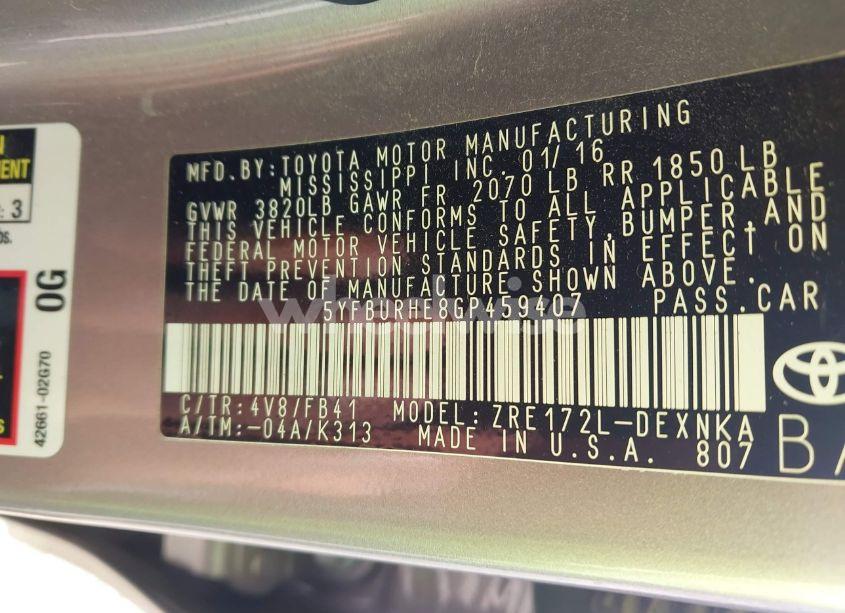 MFD. BY: TOYOTA MOTOR MANUFACTURING
MISSISSIPPI INC. 01/16
GVWR 3820LB GAWR FR 2070 LB RR 1850 LB
THIS VEHICLE CONFORMS TO ALL APPLICABLE
FEDERAL MOTOR VEHICLE SAFETY, BUMPER, AND
THEFT PREVENTION STANDARDS IN EFFECT ON
THE DATE OF MANUFACTURE SHOWN ABOVE.
5YFBURHE8GP459407 PASS. CAR
C/TR: 4V8/FB41 MODEL: ZRE172L-DEXNKA
A/TM: -04A/K313 MADE IN U.S.A. 807
3
0G
42661-02G70